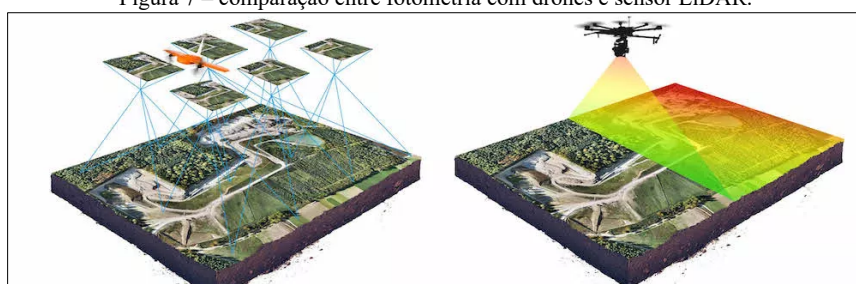 Figura 7 – comparação entre fotometria com drones e sensor LiDAR.